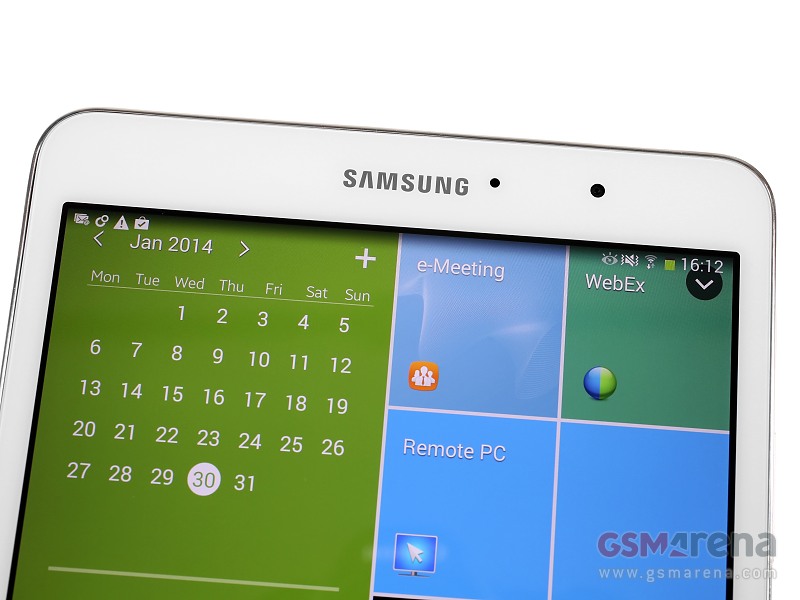 SAMSUNG
16:12
< Jan 2014 > +
Mon Tue Wed Thu Fri Sat Sun
1 2 3 4 5
6 7 8 9 10 11 12
13 14 15 16 17 18 19
20 21 22 23 24 25 26
27 28 29 30 31
e-Meeting
WebEx
Remote PC
GSMarena
www.gsmarena.com